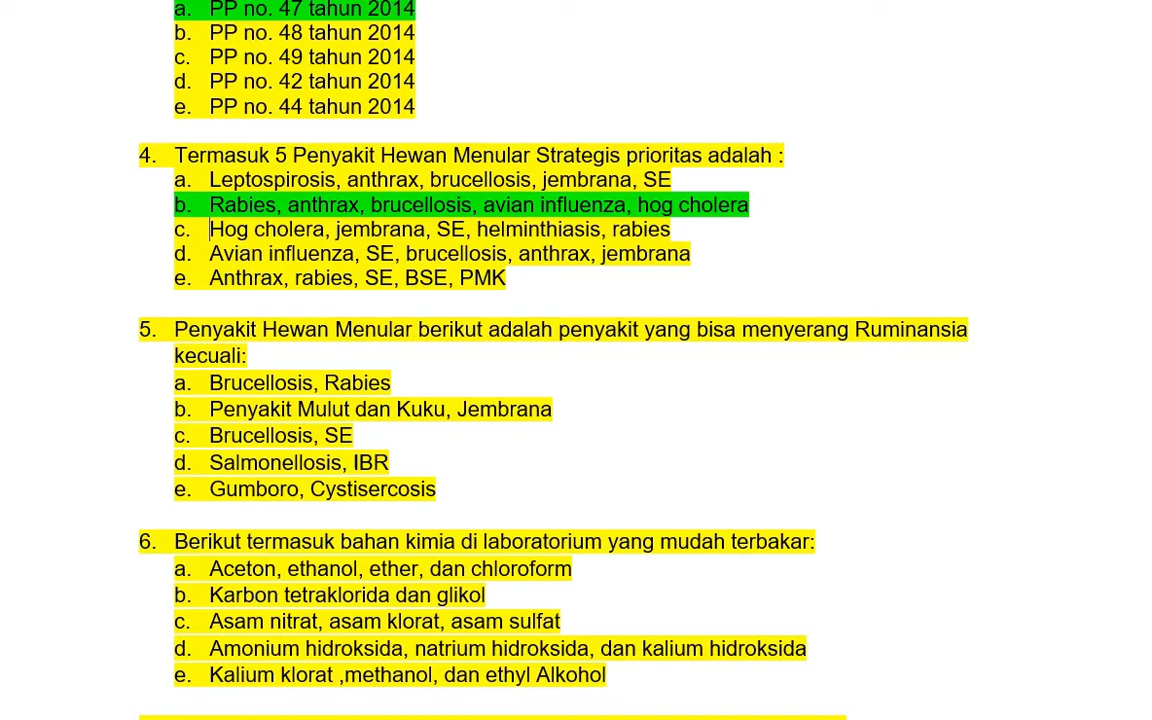 a. PP no. 47 tahun 2014
b. PP no. 48 tahun 2014
c. PP no. 49 tahun 2014
d. PP no. 42 tahun 2014
e. PP no. 44 tahun 2014
4. Termasuk 5 Penyakit Hewan Menular Strategis prioritas adalah :
a. Leptospirosis, anthrax, brucellosis, jembrana, SE
b. Rabies, anthrax, brucellosis, avian influenza, hog cholera
c. Hog cholera, jembrana, SE, helminthiasis, rabies
d. Avian influenza, SE, brucellosis, anthrax, jembrana
e. Anthrax, rabies, SE, BSE, PMK
5. Penyakit Hewan Menular berikut adalah penyakit yang bisa menyerang Ruminansia
kecuali:
a. Brucellosis, Rabies
b. Penyakit Mulut dan Kuku, Jembrana
c. Brucellosis, SE
d. Salmonellosis, IBR
e. Gumboro, Cystisercosis
6. Berikut termasuk bahan kimia di laboratorium yang mudah terbakar:
a. Aceton, ethanol, ether, dan chloroform
b. Karbon tetraklorida dan glikol
c. Asam nitrat, asam klorat, asam sulfat
d. Amonium hidroksida, natrium hidroksida, dan kalium hidroksida
e. Kalium klorat ,methanol, dan ethyl Alkohol